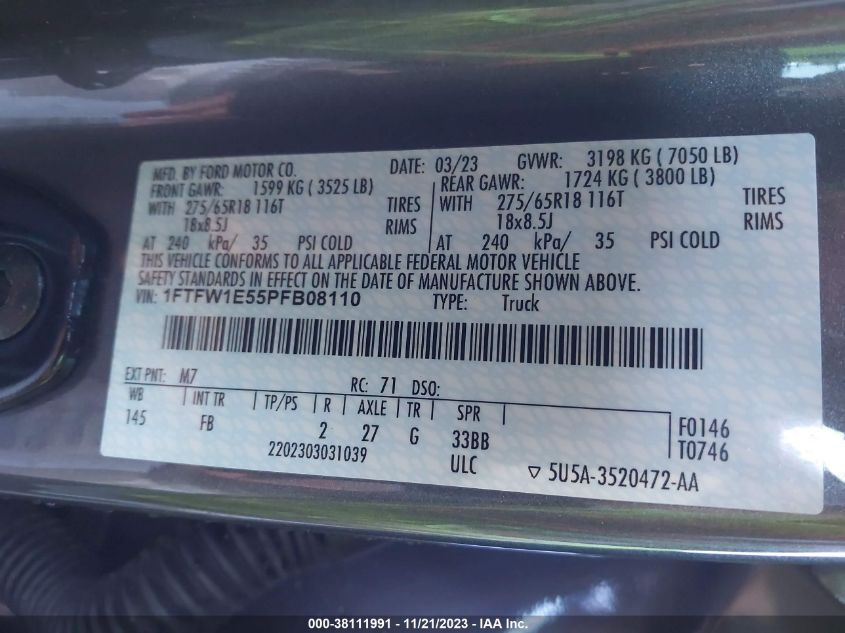 MFD. BY FORD MOTOR CO.
DATE: 03/23 GVWR: 3198 KG ( 7050 LB)
FRONT GAWR: 1599 KG ( 3525 LB)
REAR GAWR: 1724 KG ( 3800 LB)
WITH 275/65R18 116T TIRES
WITH 275/65R18 116T TIRES
18x8.5J RIMS
18x8.5J RIMS
AT 240 kPa/ 35 PSI COLD
AT 240 kPa/ 35 PSI COLD
THIS VEHICLE CONFORMS TO ALL APPLICABLE FEDERAL MOTOR VEHICLE
SAFETY STANDARDS IN EFFECT ON THE DATE OF MANUFACTURE SHOWN ABOVE.
VIN: 1FTFW1E55PFB08110 TYPE: Truck
EXT PNT: M7 RC: 71 DSO:
WB INT TR TP/PS R AXLE TR SPR
145 FB 2 27 G 33BB
F0146
T0746
2202303031039 ULC
▽ 5U5A-3520472-AA
000-38111991 - 11/21/2023 - IAA Inc.